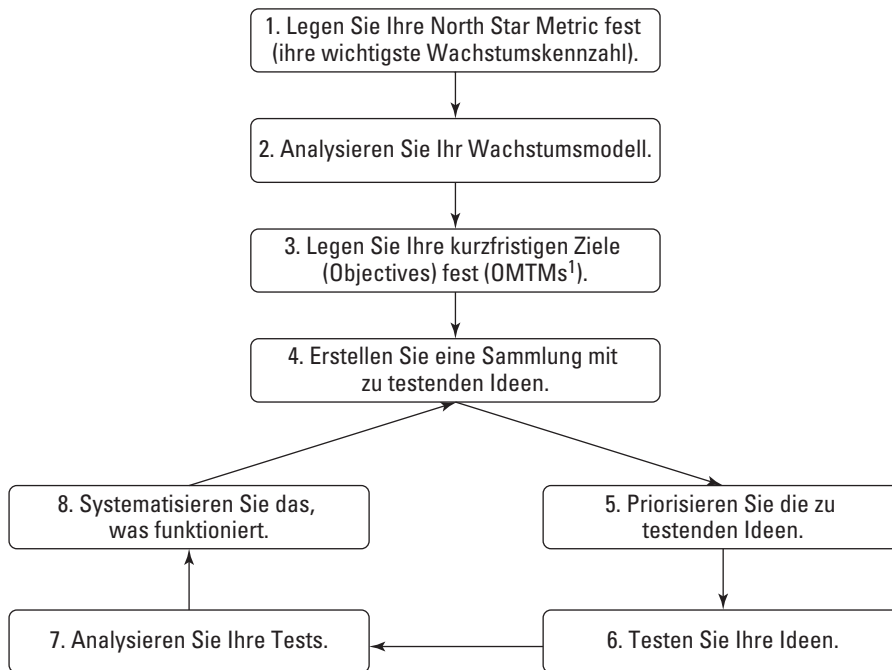 1. Legen Sie Ihre North Star Metric fest
(ihre wichtigste Wachstumskennzahl).
2. Analysieren Sie Ihr Wachstumsmodell.
3. Legen Sie Ihre kurzfristigen Ziele
(Objectives) fest (OMTMs¹).
4. Erstellen Sie eine Sammlung mit
zu testenden Ideen.
5. Priorisieren Sie die zu
testenden Ideen.
6. Testen Sie Ihre Ideen.
7. Analysieren Sie Ihre Tests.
8. Systematisieren Sie das,
was funktioniert.